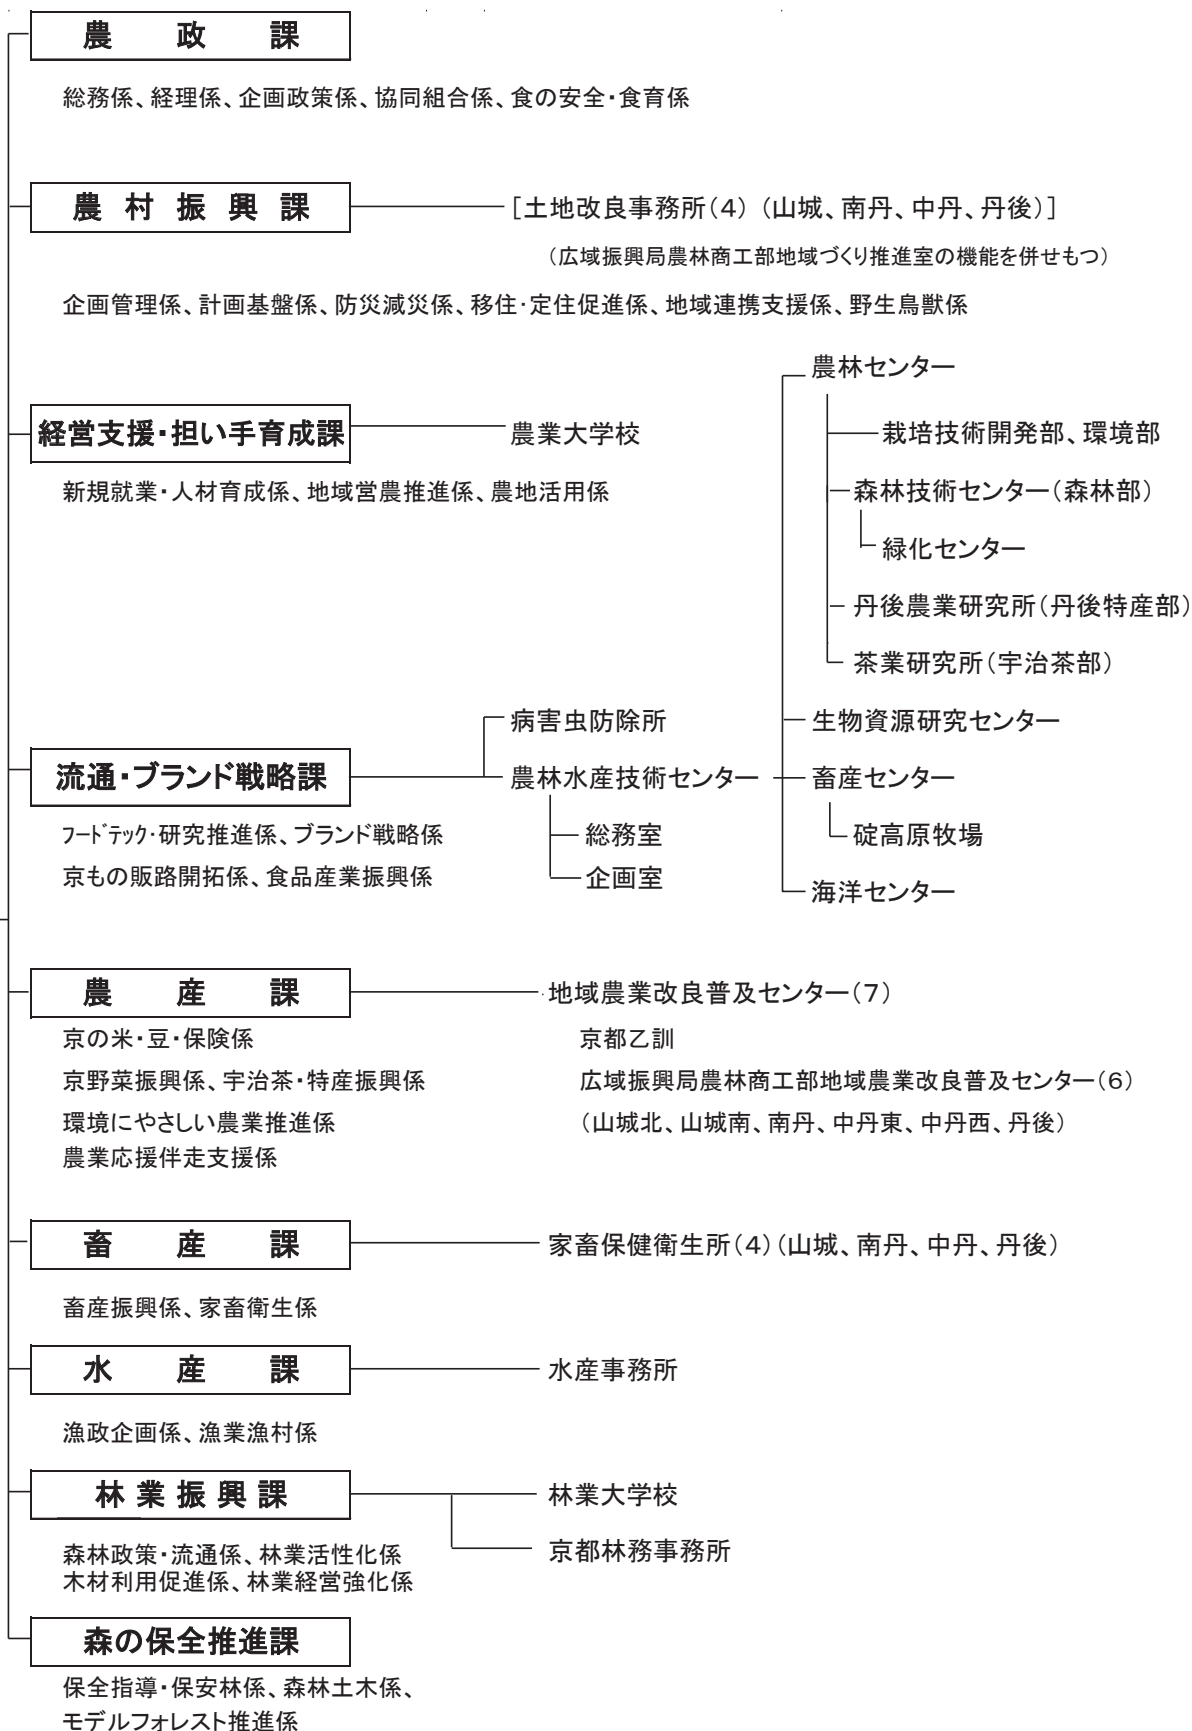 農政課
総務係、経理係、企画政策係、協同組合係、食の安全・食育係
農村振興課
[土地改良事務所(4) (山城、南丹、中丹、丹後)]
(広域振興局農林商工部地域づくり推進室の機能を併せもつ)
企画管理係、計画基盤係、防災減災係、移住・定住促進係、地域連携支援係、野生鳥獣係
経営支援・担い手育成課
農業大学校
新規就業・人材育成係、地域営農推進係、農地活用係
農林センター
栽培技術開発部、環境部
森林技術センター(森林部)
緑化センター
丹後農業研究所(丹後特産部)
茶業研究所(宇治茶部)
流通・ブランド戦略課
病害虫防除所
農林水産技術センター
総務室
企画室
生物資源研究センター
畜産センター
碇高原牧場
海洋センター
フードテック・研究推進係、ブランド戦略係
京もの販路開拓係、食品産業振興係
農産課
地域農業改良普及センター(7)
京の米・豆・保険係
京野菜振興係、宇治茶・特産振興係
環境にやさしい農業推進係
農業応援伴走支援係
京都乙訓
広域振興局農林商工部地域農業改良普及センター(6)
(山城北、山城南、南丹、中丹東、中丹西、丹後)
畜産課
家畜保健衛生所(4)(山城、南丹、中丹、丹後)
畜産振興係、家畜衛生係
水産課
水産事務所
漁政企画係、漁業漁村係
林業振興課
林業大学校
京都林務事務所
森林政策・流通係、林業活性化係
木材利用促進係、林業経営強化係
森の保全推進課
保全指導・保安林係、森林土木係、
モデルフォレスト推進係